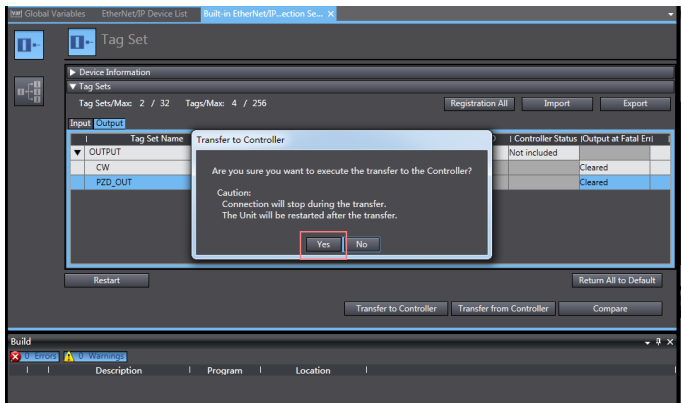 Global Variables EtherNet/IP Device List Built-in EtherNet/IP...ection Se... ×
Tag Set
Device Information
Tag Sets
Tag Sets/Max: 2 / 32 Tags/Max: 4 / 256 Registration All Import Export
Input Output
Tag Set Name | Controller Status |Output at Fatal Err|
OUTPUT Not included
CW Cleared
PZD_OUT Cleared
Transfer to Controller
Are you sure you want to execute the transfer to the Controller?
Caution:
Connection will stop during the transfer.
The Unit will be restarted after the transfer.
Yes No
Restart Return All to Default
Transfer to Controller Transfer from Controller Compare
Build
0 Errors 0 Warnings
| | Description | Program | Location |